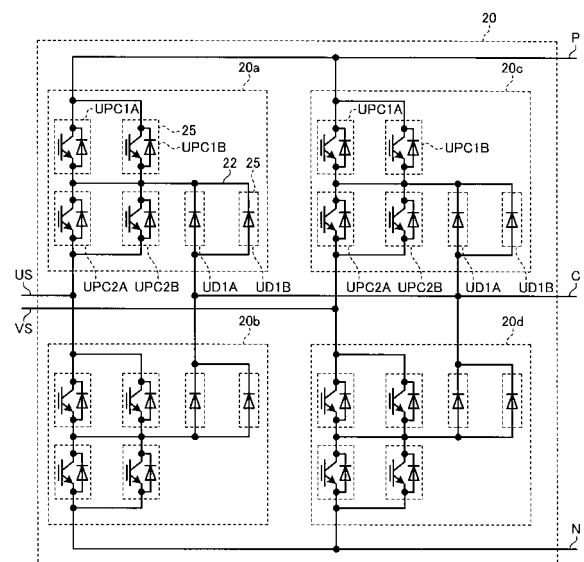 20
P
20a
20c
UPC1A
25
UPC1B
22
25
UPC1A
UPC1B
UPC2A
UPC2B
UD1A
UD1B
UPC2A
UPC2B
UD1A
UD1B
US
C
VS
20b
20d
N